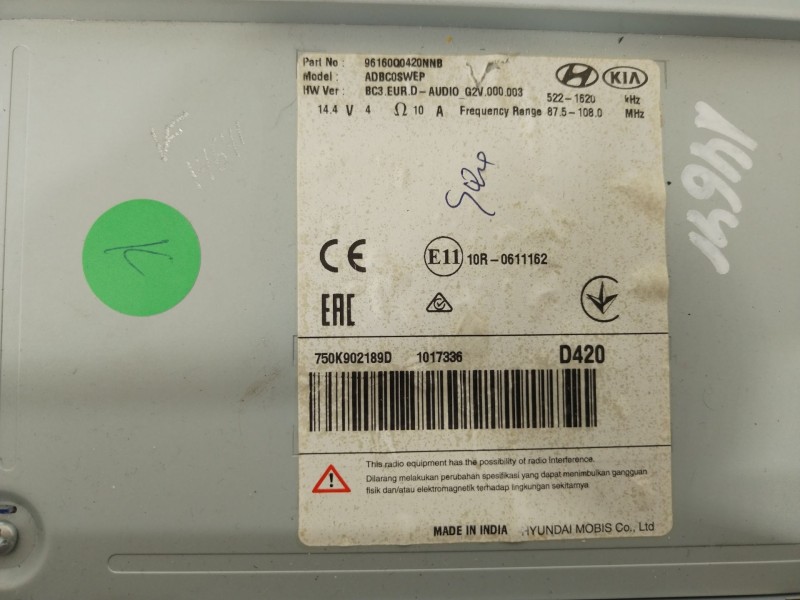 Part No : 96160Q0420NNB
Model : ADBC0SWEP
HW Ver : BC3.EUR.D-AUDIO_G2V.000.003
KIA
522-1620 kHz
14.4 V 4 Ω 10 A Frequency Range 87.5-108.0 MHz
CE
E11 10R-0611162
EAC
750K902189D 1017336 D420
This radio equipment has the possibility of radio Interference.
Dilarang melakukan perubahan spesifikasi yang dapat menimbulkan gangguan
fisik dan/atau elektromagnetik terhadap lingkungan sekitarnya
MADE IN INDIA HYUNDAI MOBIS Co., Ltd